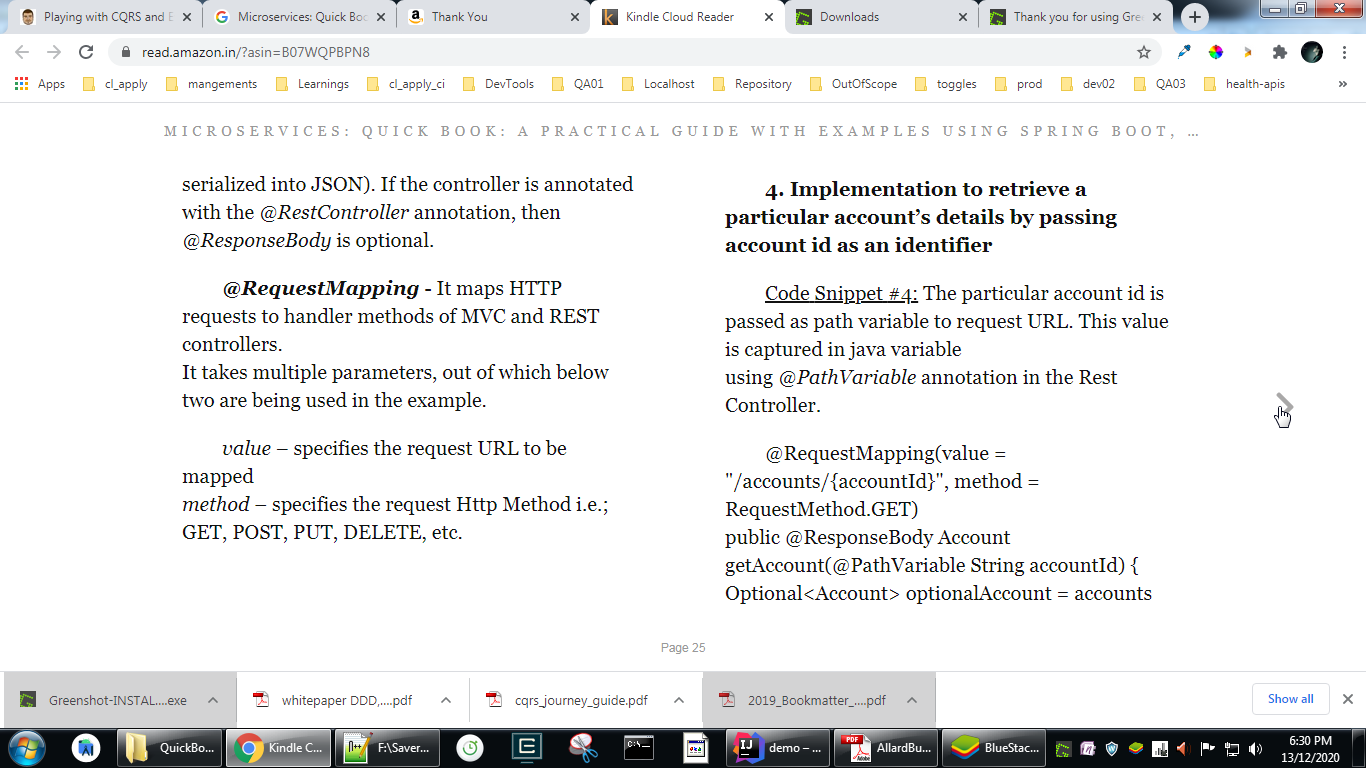 Playing with CQRS and E
Microservices: Quick Boo
Thank You
Kindle Cloud Reader
Downloads
Thank you for using Gree
read.amazon.in/?asin=B07WQPBPN8
Apps
cl_apply
mangements
Learnings
cl_apply_ci
DevTools
QA01
Localhost
Repository
OutOfScope
toggles
prod
dev02
QA03
health-apis
MICROSERVICES: QUICK BOOK: A PRACTICAL GUIDE WITH EXAMPLES USING SPRING BOOT, …
serialized into JSON). If the controller is annotated
with the @RestController annotation, then
@ResponseBody is optional.
@RequestMapping - It maps HTTP
requests to handler methods of MVC and REST
controllers.
It takes multiple parameters, out of which below
two are being used in the example.
value – specifies the request URL to be
mapped
method – specifies the request Http Method i.e.;
GET, POST, PUT, DELETE, etc.
4. Implementation to retrieve a
particular account’s details by passing
account id as an identifier
Code Snippet #4: The particular account id is
passed as path variable to request URL. This value
is captured in java variable
using @PathVariable annotation in the Rest
Controller.
@RequestMapping(value =
"/accounts/{accountId}", method =
RequestMethod.GET)
public @ResponseBody Account
getAccount(@PathVariable String accountId) {
Optional<Account> optionalAccount = accounts
Page 25
Greenshot-INSTAL....exe
whitepaper DDD,....pdf
cqrs_journey_guide.pdf
2019_Bookmatter_....pdf
Show all
QuickBo...
Kindle C...
F:\Saver...
demo – ...
AllardBu...
BlueStac...
6:30 PM
13/12/2020